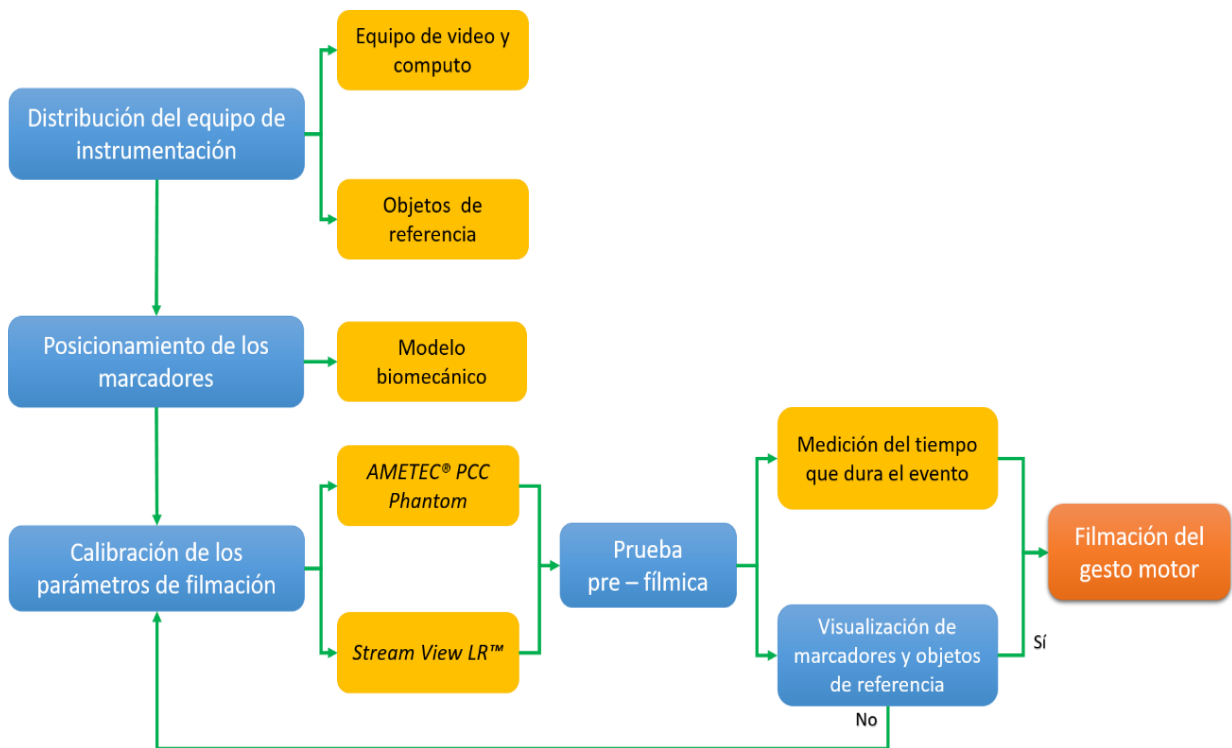 Equipo de video y
computo
Distribución del equipo de
instrumentación
Objetos de
referencia
Posicionamiento de los
marcadores
Modelo
biomecánico
AMETEC® PCC
Phantom
Medición del tiempo
que dura el evento
Calibración de los
parámetros de filmación
Prueba
pre – fílmica
Filmación del
gesto motor
Stream View LR™
Visualización de
marcadores y objetos
de referencia
Sí
No